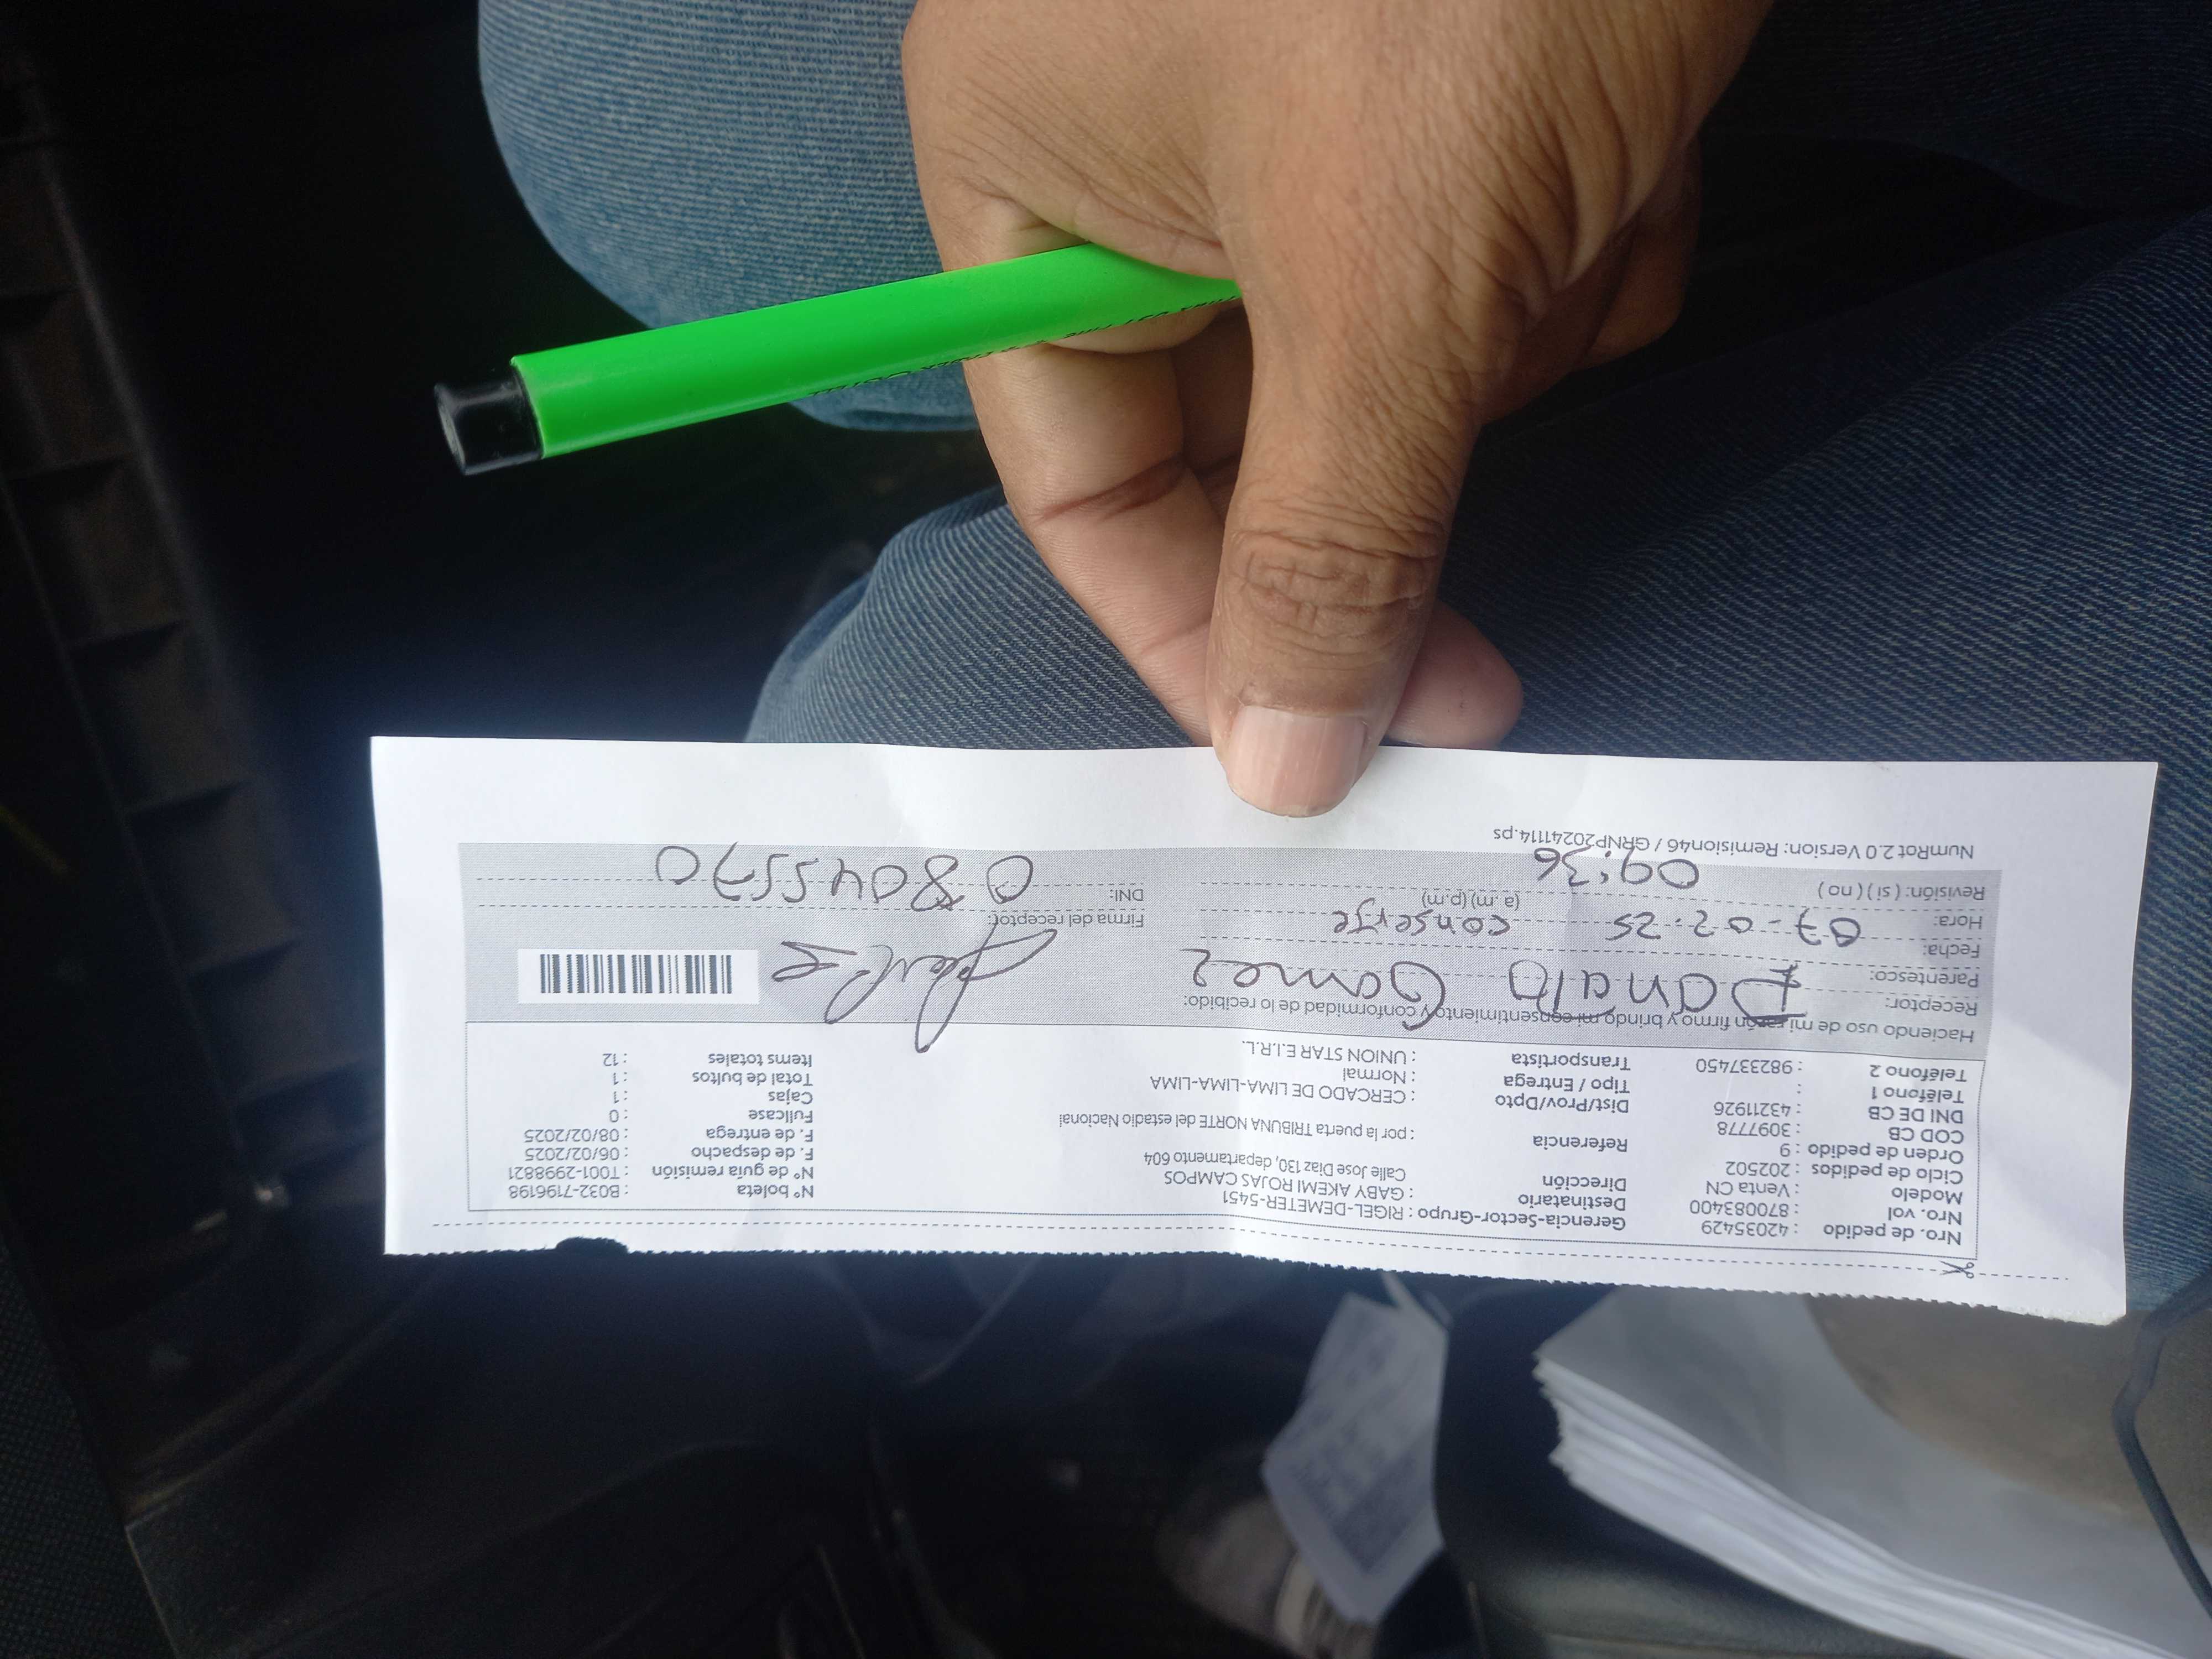 Nro. de pedido : 42035429
Nro. vol : 870083400
Modelo : Venta CN
Ciclo de pedidos : 202502
Orden de pedido : 9
COD CB : 3097778
DNI DE CB : 43211926
Teléfono 1 :
Teléfono 2 : 982337450
Gerencia-Sector-Grupo : RIGEL-DEMETER-5451
Destinatario : GABY AKEMI ROJAS CAMPOS
Dirección Calle Jose Diaz 130, departamento 604
Referencia : por la puerta TRIBUNA NORTE del estadio Nacional
Dist/Prov/Dpto : CERCADO DE LIMA-LIMA-LIMA
Tipo / Entrega : Normal
Transportista : UNION STAR E.I.R.L.
N° boleta : B032-7196198
N° de guía remisión : T001-2998821
F. de despacho : 06/02/2025
F. de entrega : 08/02/2025
Fullcase : 0
Cajas : 1
Total de bultos : 1
Items totales : 12
Haciendo uso de mi razón firmo y brindo mi consentimiento y conformidad de lo recibido:
Receptor: Donald Gomez
Parentesco: conserje
Fecha: 07-02-25
Hora: 09:36 (a.m) (p.m)
Revisión: ( si ) ( no )
Firma del receptor:
DNI: 08045570
NumRot 2.0 Version: Remision46 / GRNP20241114.ps